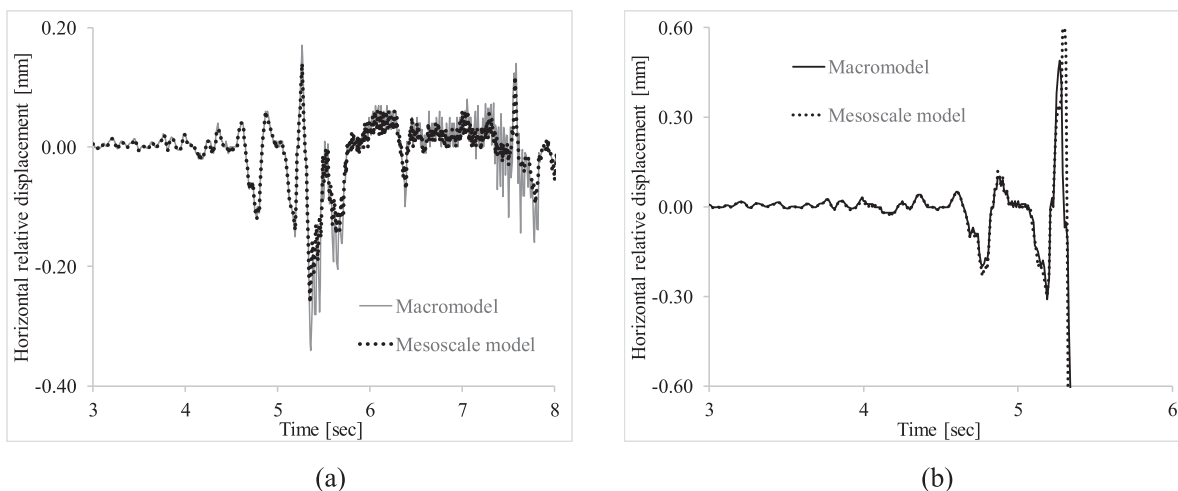 0.20
0.00
-0.20
-0.40
Horizontal relative displacement [mm]
Macromodel
Mesoscale model
3 4 5 6 7 8
Time [sec]
(a)
0.60
0.30
0.00
-0.30
-0.60
Horizontal relative displacement [mm]
Macromodel
Mesoscale model
3 4 5 6
Time [sec]
(b)